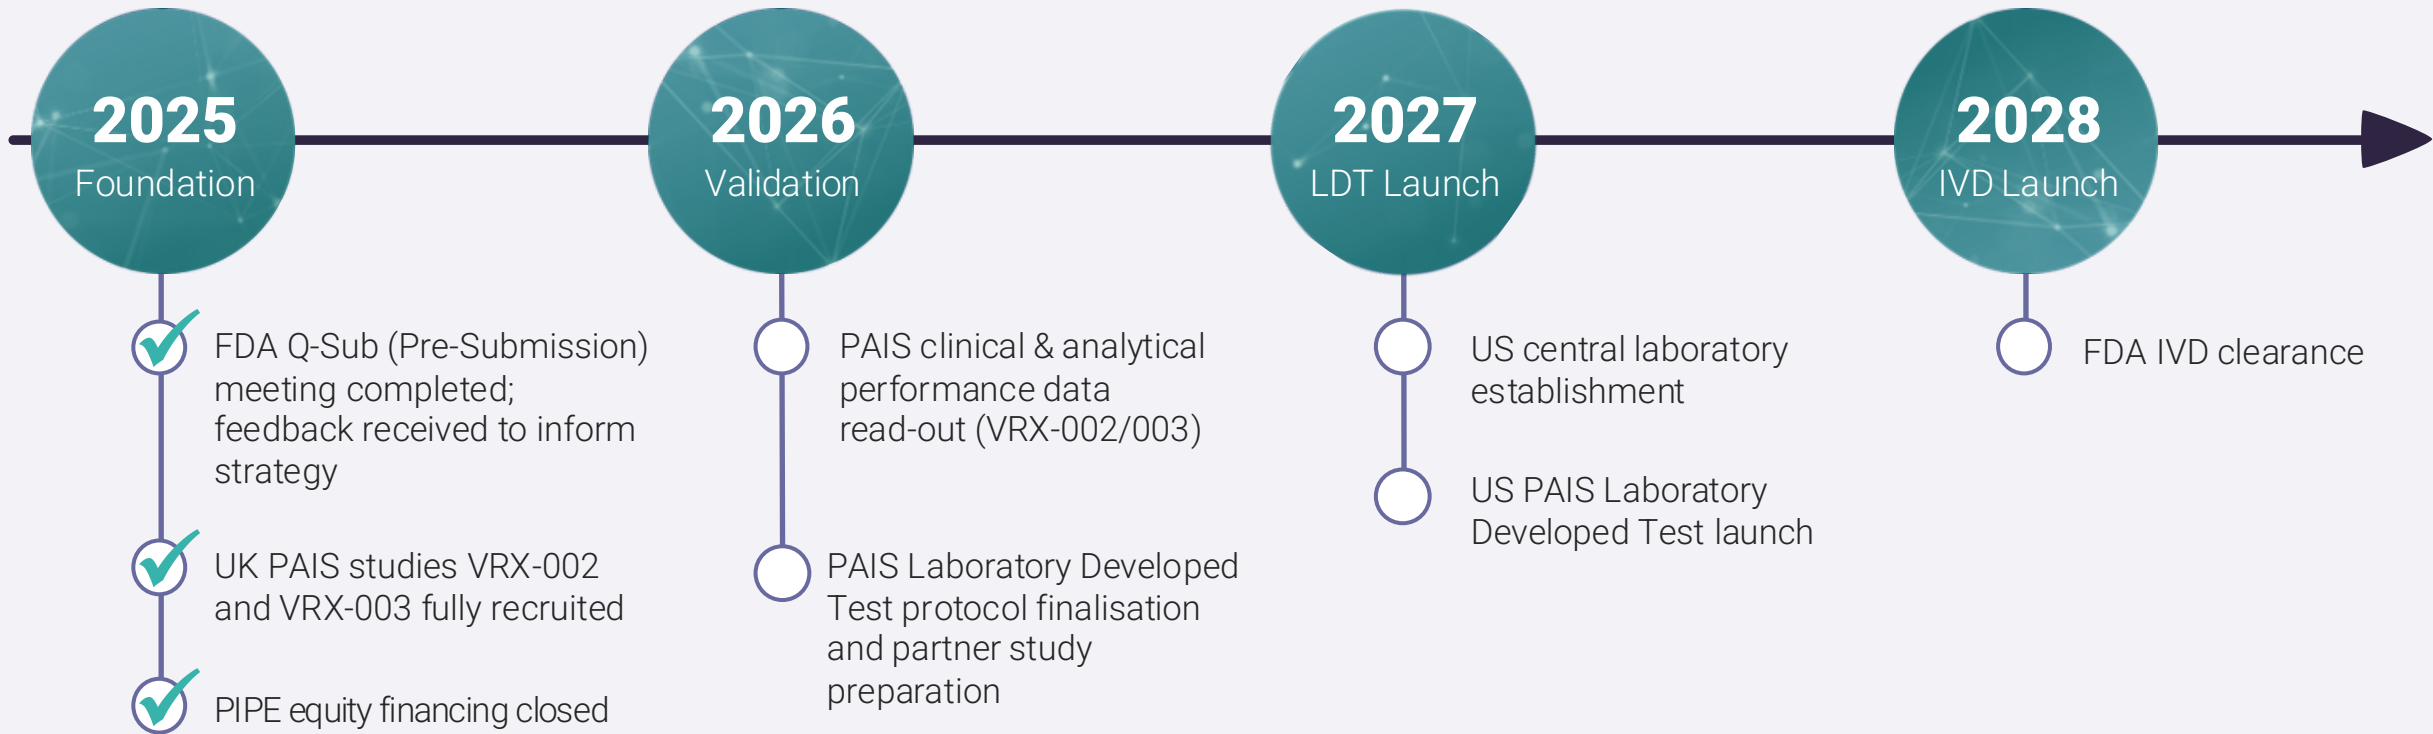 2025
Foundation
FDA Q-Sub (Pre-Submission)
meeting completed;
feedback received to inform
strategy
UK PAIS studies VRX-002
and VRX-003 fully recruited
PIPE equity financing closed
2026
Validation
PAIS clinical & analytical
performance data
read-out (VRX-002/003)
PAIS Laboratory Developed
Test protocol finalisation
and partner study
preparation
2027
LDT Launch
US central laboratory
establishment
US PAIS Laboratory
Developed Test launch
2028
IVD Launch
FDA IVD clearance